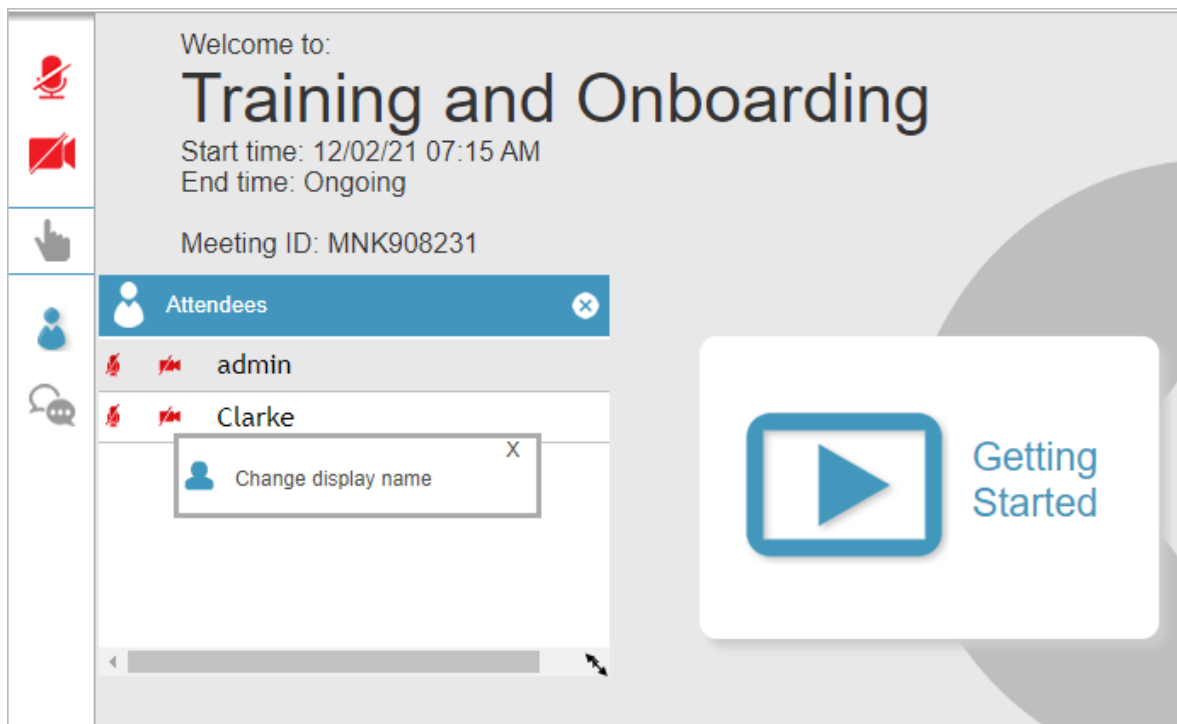 Welcome to:
Training and Onboarding
Start time: 12/02/21 07:15 AM
End time: Ongoing
Meeting ID: MNK908231
Attendees
admin
Clarke
X
Change display name
Getting
Started